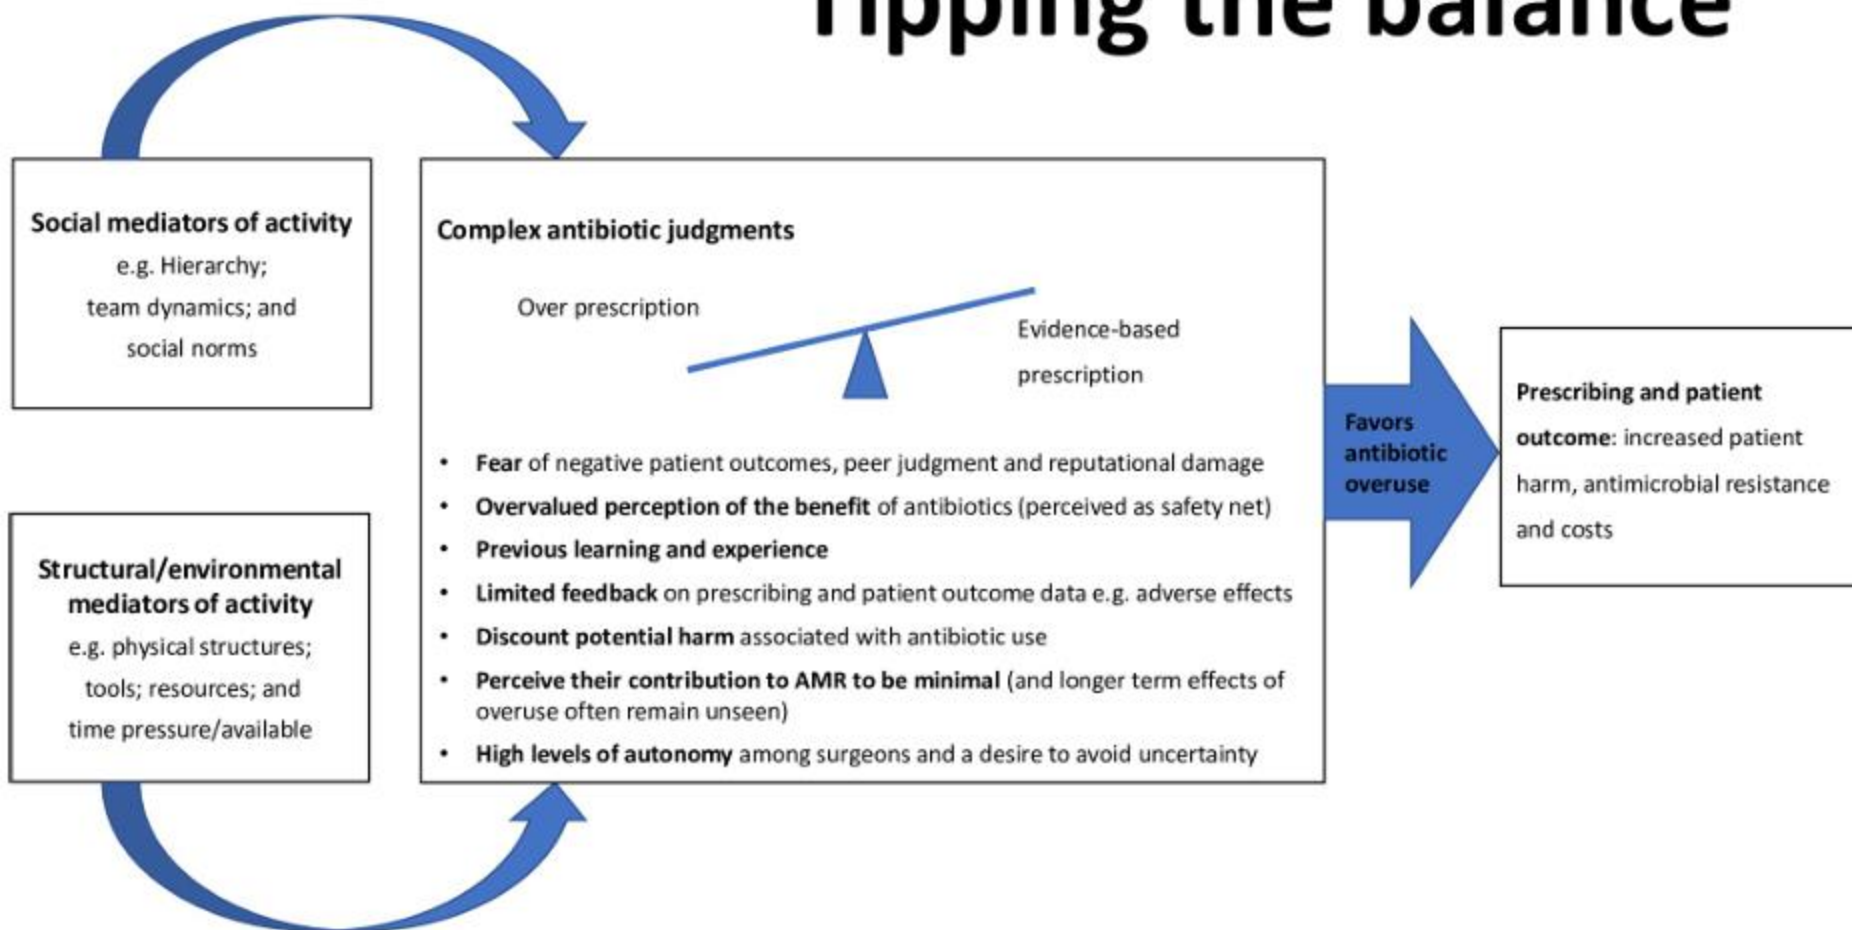 Tipping the balance
Social mediators of activity
e.g. Hierarchy;
team dynamics; and
social norms
Structural/environmental
mediators of activity
e.g. physical structures;
tools; resources; and
time pressure/available
Complex antibiotic judgments
Over prescription
Evidence-based
prescription
• Fear of negative patient outcomes, peer judgment and reputational damage
• Overvalued perception of the benefit of antibiotics (perceived as safety net)
• Previous learning and experience
• Limited feedback on prescribing and patient outcome data e.g. adverse effects
• Discount potential harm associated with antibiotic use
• Perceive their contribution to AMR to be minimal (and longer term effects of
overuse often remain unseen)
• High levels of autonomy among surgeons and a desire to avoid uncertainty
Favors
antibiotic
overuse
Prescribing and patient
outcome: increased patient
harm, antimicrobial resistance
and costs